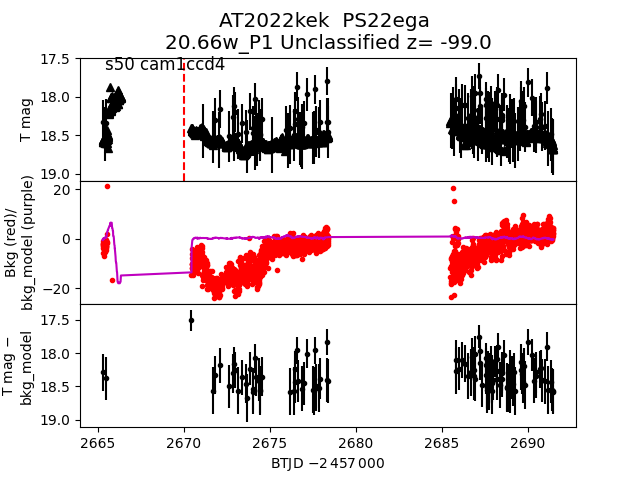 AT2022kek  PS22ega
20.66w_P1 Unclassified z= -99.0
s50 cam1ccd4
T mag
17.5
18.0
18.5
19.0
Bkg (red)/
bkg_model (purple)
20
0
−20
T mag −
bkg_model
17.5
18.0
18.5
19.0
2665 2670 2675 2680 2685 2690
BTJD −2 457 000